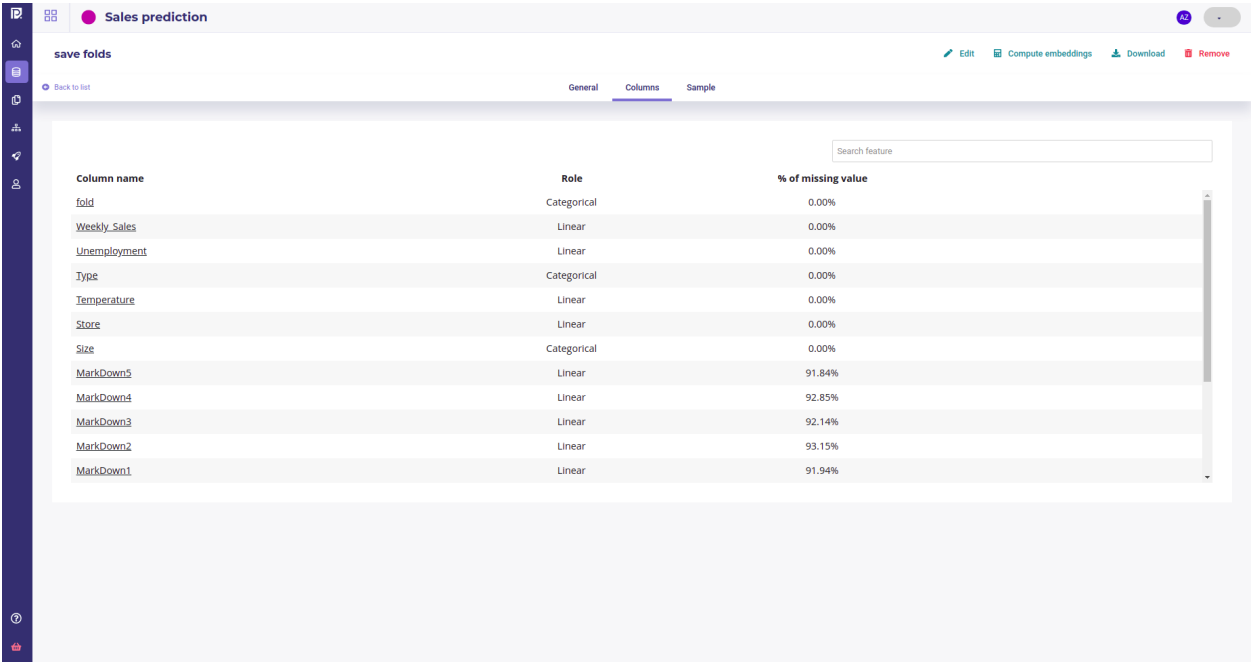 Sales prediction
AZ
save folds
Edit Compute embeddings Download Remove
Back to list General Columns Sample
Search feature
Column name Role % of missing value
fold Categorical 0.00%
Weekly_Sales Linear 0.00%
Unemployment Linear 0.00%
Type Categorical 0.00%
Temperature Linear 0.00%
Store Linear 0.00%
Size Categorical 0.00%
MarkDown5 Linear 91.84%
MarkDown4 Linear 92.85%
MarkDown3 Linear 92.14%
MarkDown2 Linear 93.15%
MarkDown1 Linear 91.94%